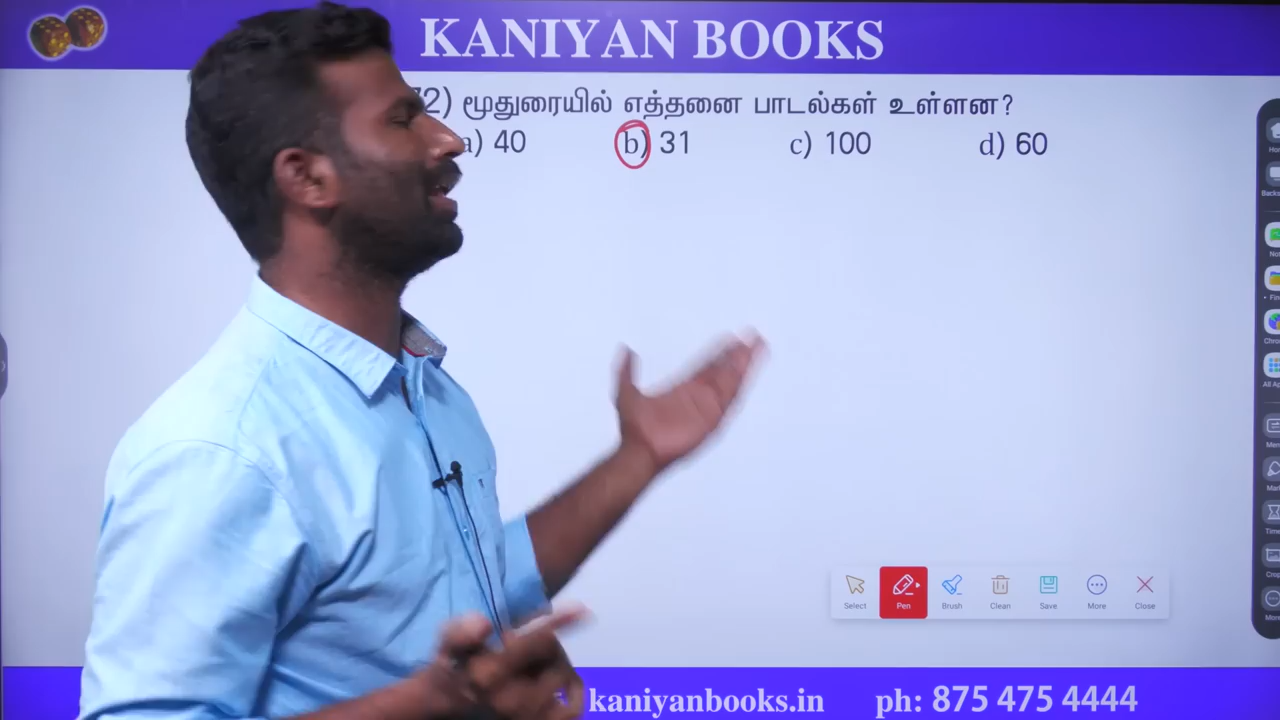 KANIYAN BOOKS
2) மூதுரையில் எத்தனை பாடல்கள் உள்ளன?
a) 40 b) 31 c) 100 d) 60
Select Pen Brush Clean Save More Close
kaniyanbooks.in ph: 875 475 4444